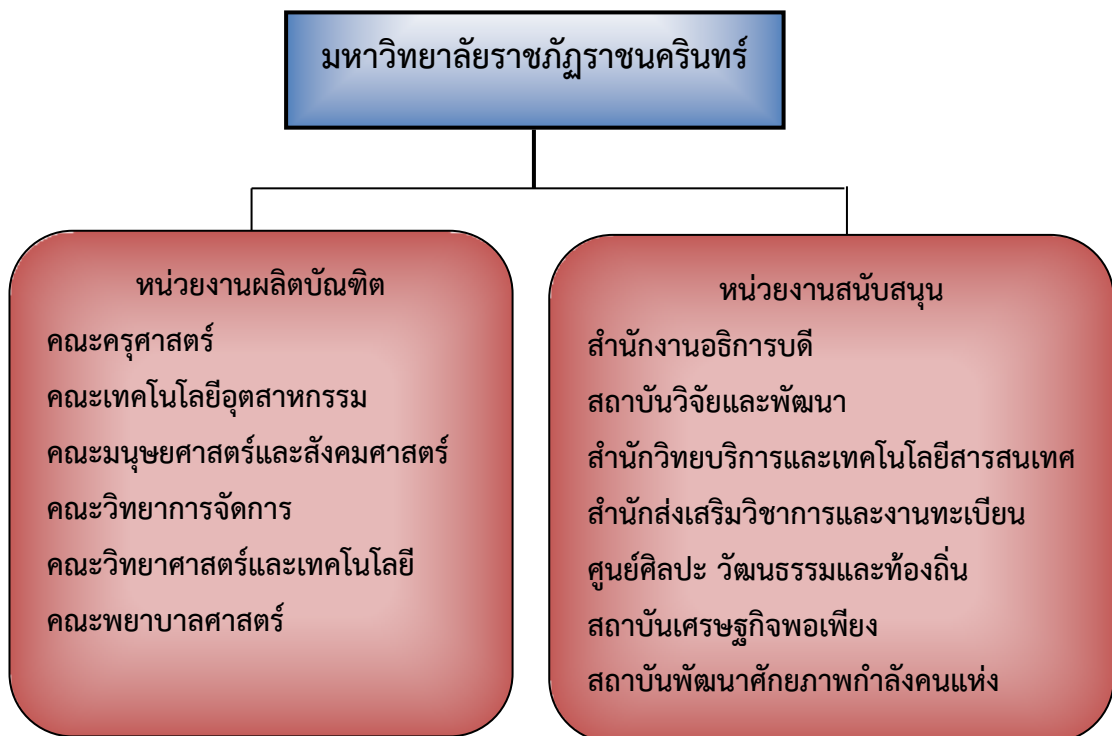 มหาวิทยาลัยราชภัฏราชนครินทร์
หน่วยงานผลิตบัณฑิต
คณะครุศาสตร์
คณะเทคโนโลยีอุตสาหกรรม
คณะมนุษยศาสตร์และสังคมศาสตร์
คณะวิทยาการจัดการ
คณะวิทยาศาสตร์และเทคโนโลยี
คณะพยาบาลศาสตร์
หน่วยงานสนับสนุน
สำนักงานอธิการบดี
สถาบันวิจัยและพัฒนา
สำนักวิทยบริการและเทคโนโลยีสารสนเทศ
สำนักส่งเสริมวิชาการและงานทะเบียน
ศูนย์ศิลปะ วัฒนธรรมและท้องถิ่น
สถาบันเศรษฐกิจพอเพียง
สถาบันพัฒนาศักยภาพกำลังคนแห่ง